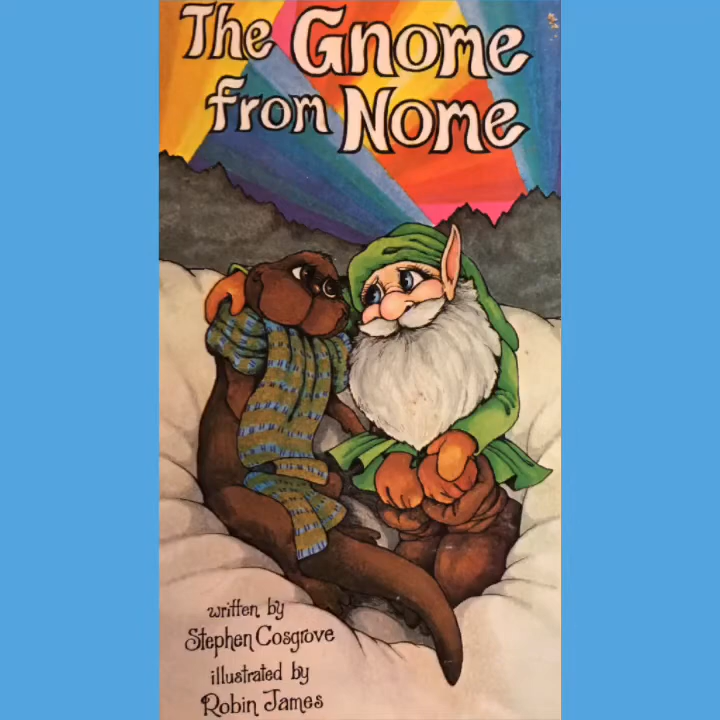 The Gnome
from Nome
written by
Stephen Cosgrove
illustrated by
Robin James